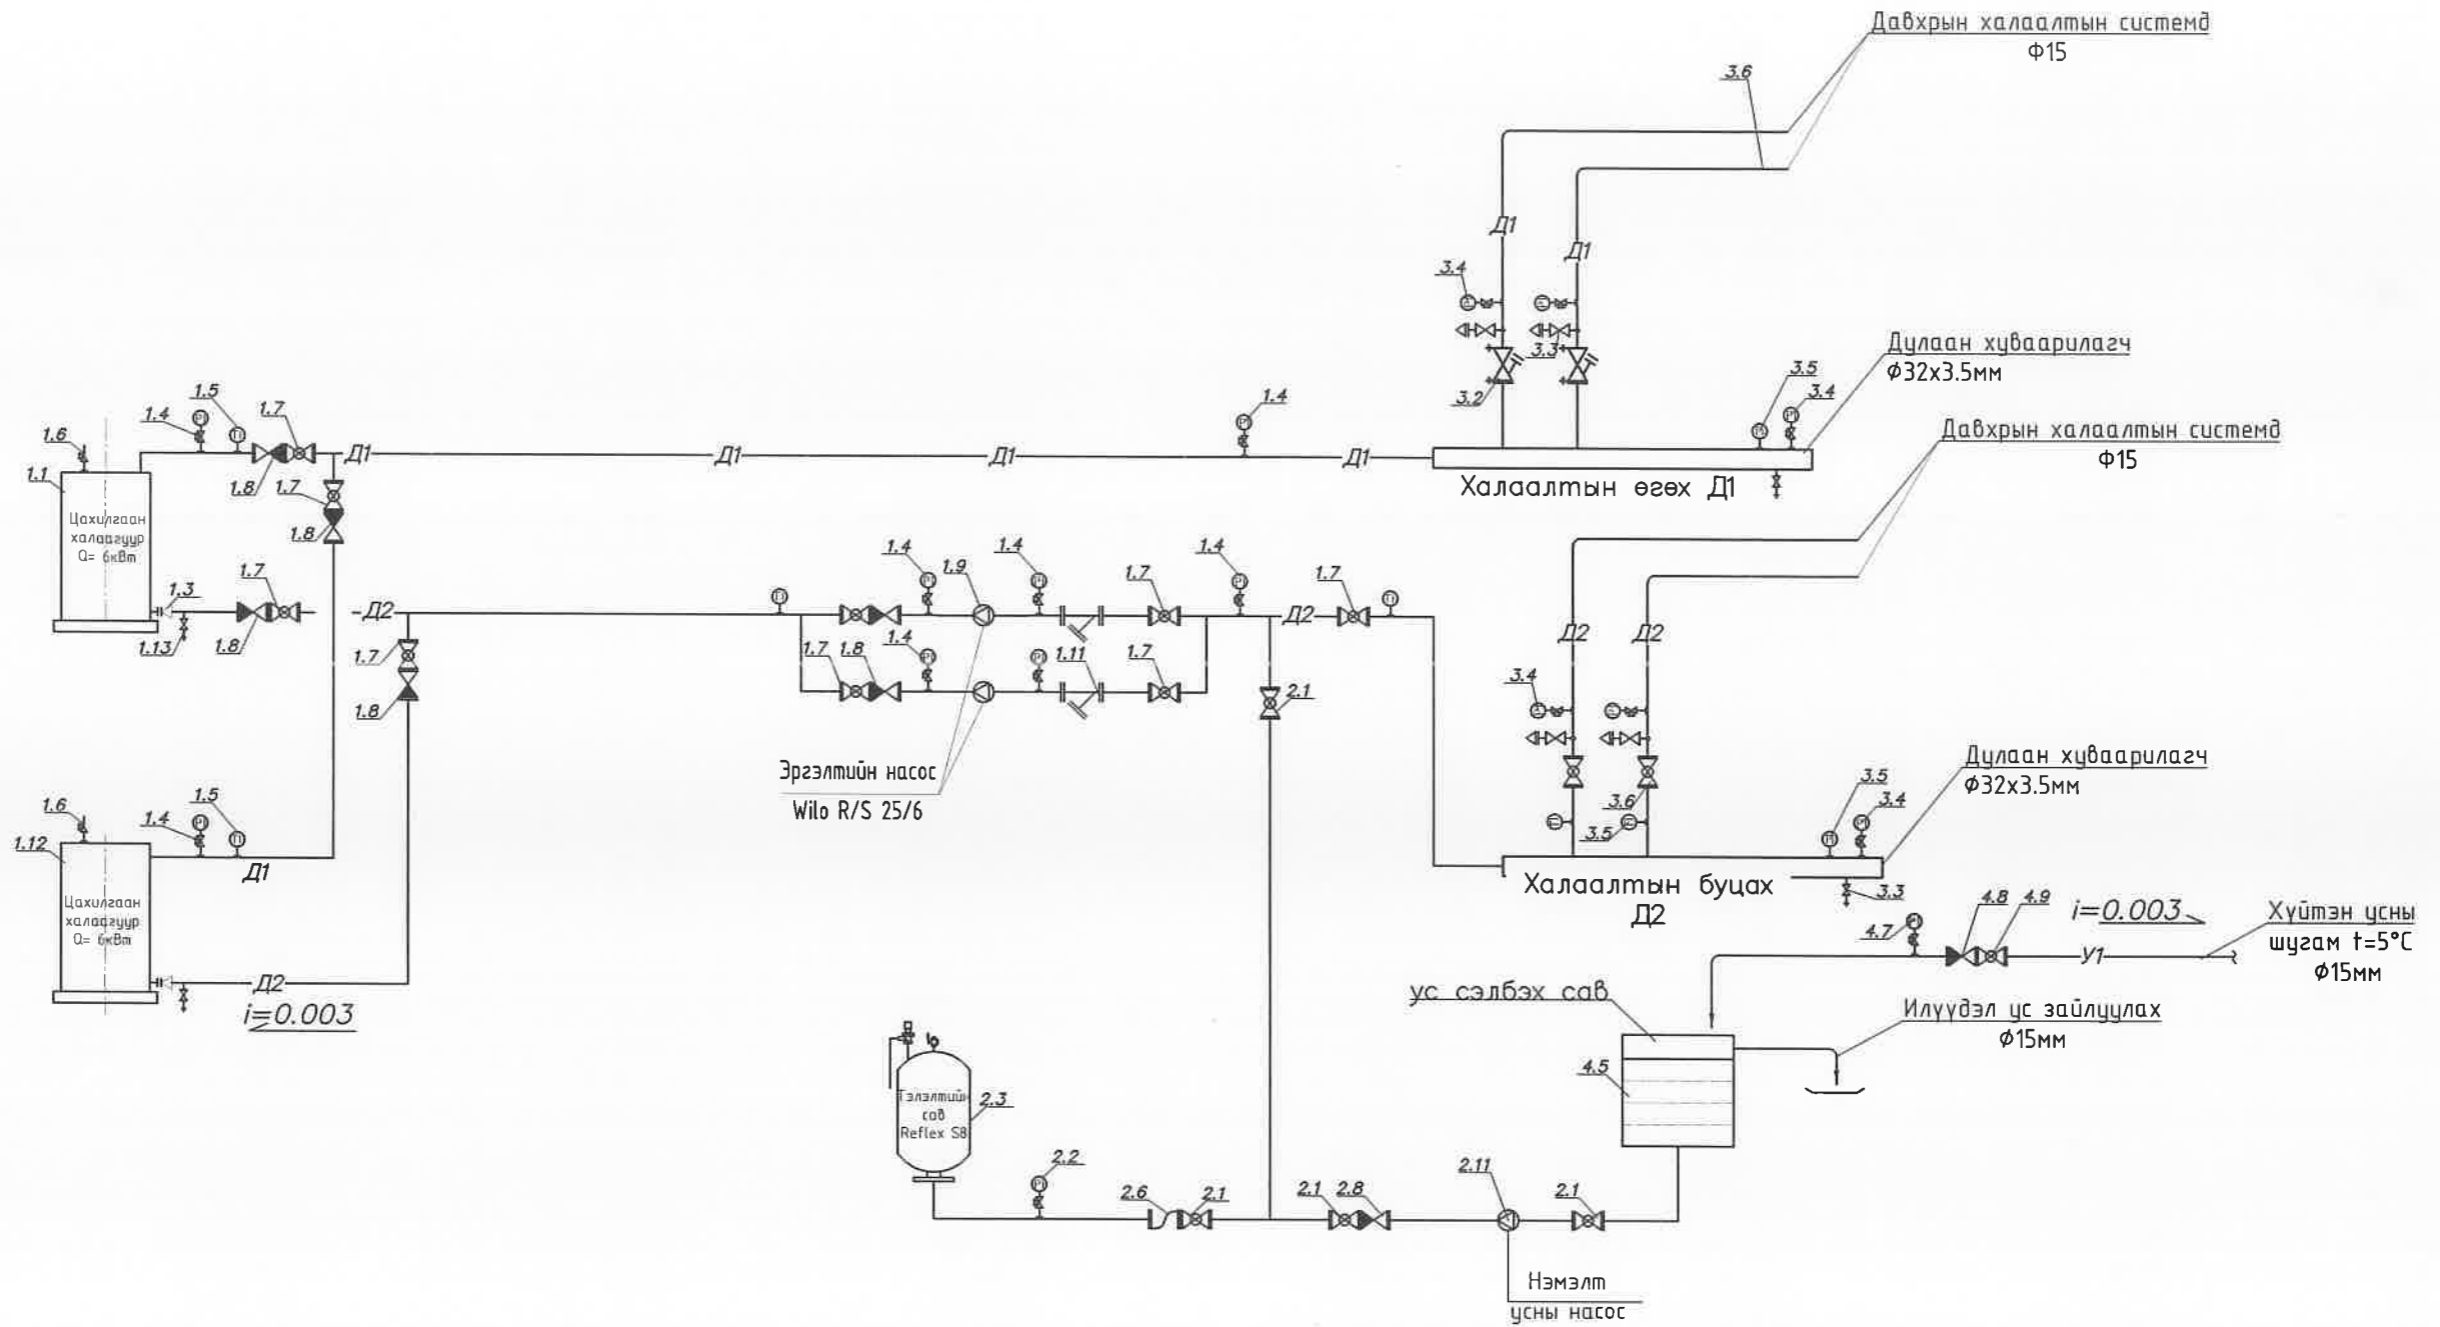 Давхрын халаалтын системд
Ф15
3.6
Д1
Д1
3.4
3.3
3.2
Дулаан хуваарилагч
Ф32x3.5мм
3.5
3.4
1.4
1.5
1.7
1.4
1.6
1.1
1.8
1.7
1.8
Д1
Д1
Д1
Д1
Халаалтын өгөх Д1
Давхрын халаалтын системд
Ф15
Цахилгаан
халаагуур
Q= 6кВт
1.3
1.7
1.13
1.8
Д2
1.7
1.8
1.4
1.4
1.9
1.7
1.4
1.7
Д2
1.7
1.8
1.4
1.11
1.7
2.1
Д2
Д2
3.4
3.6
3.5
Эргэлтийн насос
Wilo R/S 25/6
Дулаан хуваарилагч
Ф32x3.5мм
3.5
3.4
3.3
Халаалтын буцах
Д2
1.6
1.4
1.5
1.12
Д1
Цахилгаан
халаагуур
Q= 6кВт
Д2
i=0.003
4.7
4.8
4.9
i=0.003
У1
Хүйтэн усны
шугам t=5°C
Ф15мм
ус сэлбэх сав
4.5
Илүүдэл ус зайлуулах
Ф15мм
Тэлэлтийн
сав
Reflex S8
2.3
2.2
2.6
2.1
2.1
2.8
2.11
2.1
Нэмэлт
усны насос